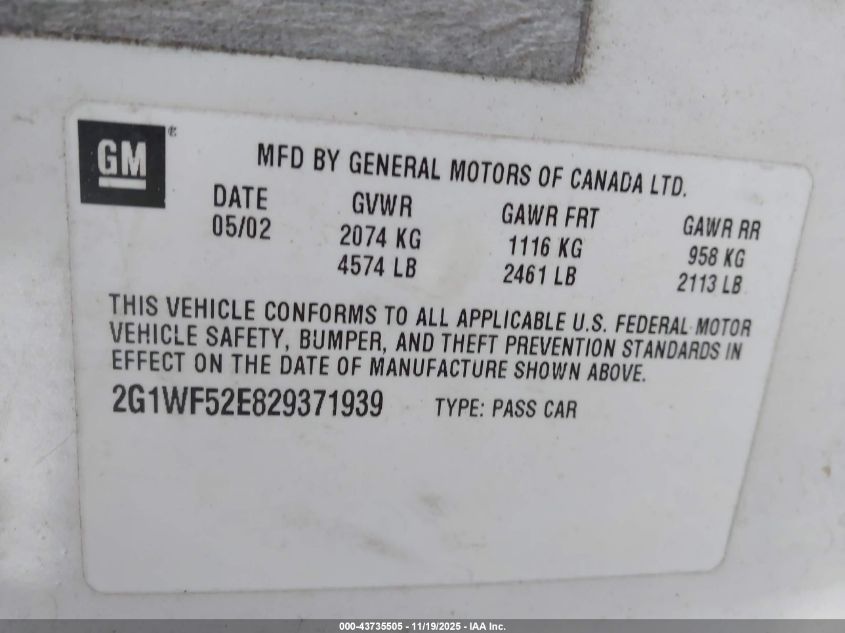 GM®
MFD BY GENERAL MOTORS OF CANADA LTD.
DATE GVWR GAWR FRT GAWR RR
05/02 2074 KG 1116 KG 958 KG
4574 LB 2461 LB 2113 LB
THIS VEHICLE CONFORMS TO ALL APPLICABLE U.S. FEDERAL MOTOR
VEHICLE SAFETY, BUMPER, AND THEFT PREVENTION STANDARDS IN
EFFECT ON THE DATE OF MANUFACTURE SHOWN ABOVE.
2G1WF52E829371939 TYPE: PASS CAR
000-43735505 - 11/19/2025 - IAA Inc.